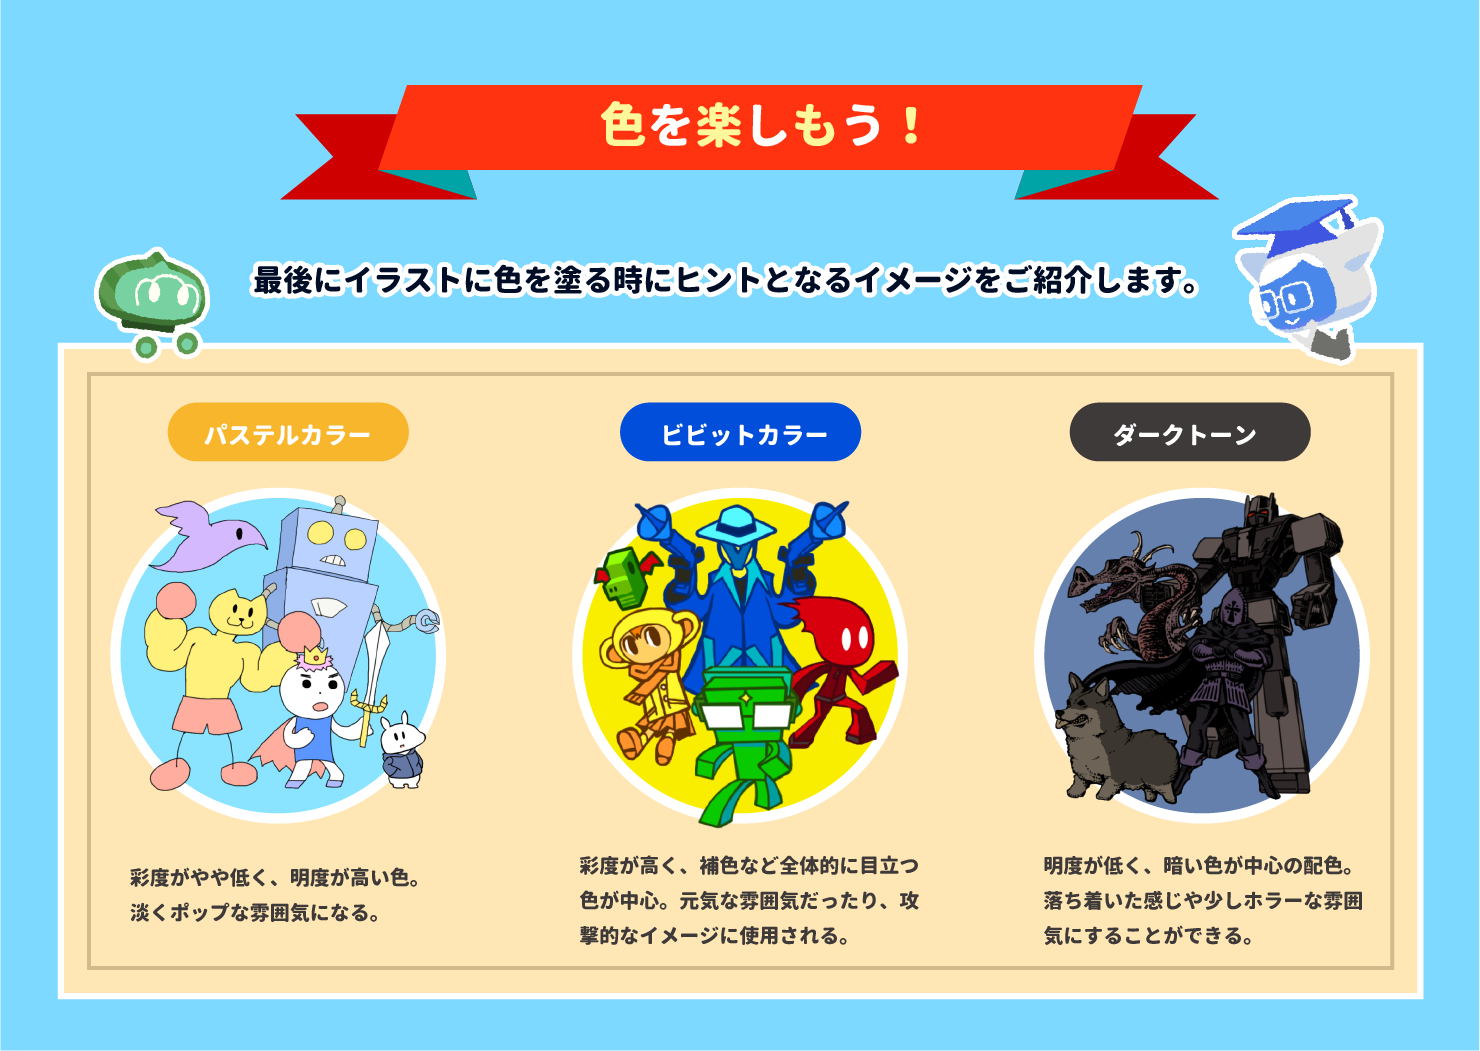 色を楽しもう！
最後にイラストに色を塗る時にヒントとなるイメージをご紹介します。
パステルカラー
彩度がやや低く、明度が高い色。
淡くポップな雰囲気になる。
ビビットカラー
彩度が高く、補色など全体的に目立つ
色が中心。元気な雰囲気だったり、攻
撃的なイメージに使用される。
ダークトーン
明度が低く、暗い色が中心の配色。
落ち着いた感じや少しホラーな雰囲
気にすることができる。